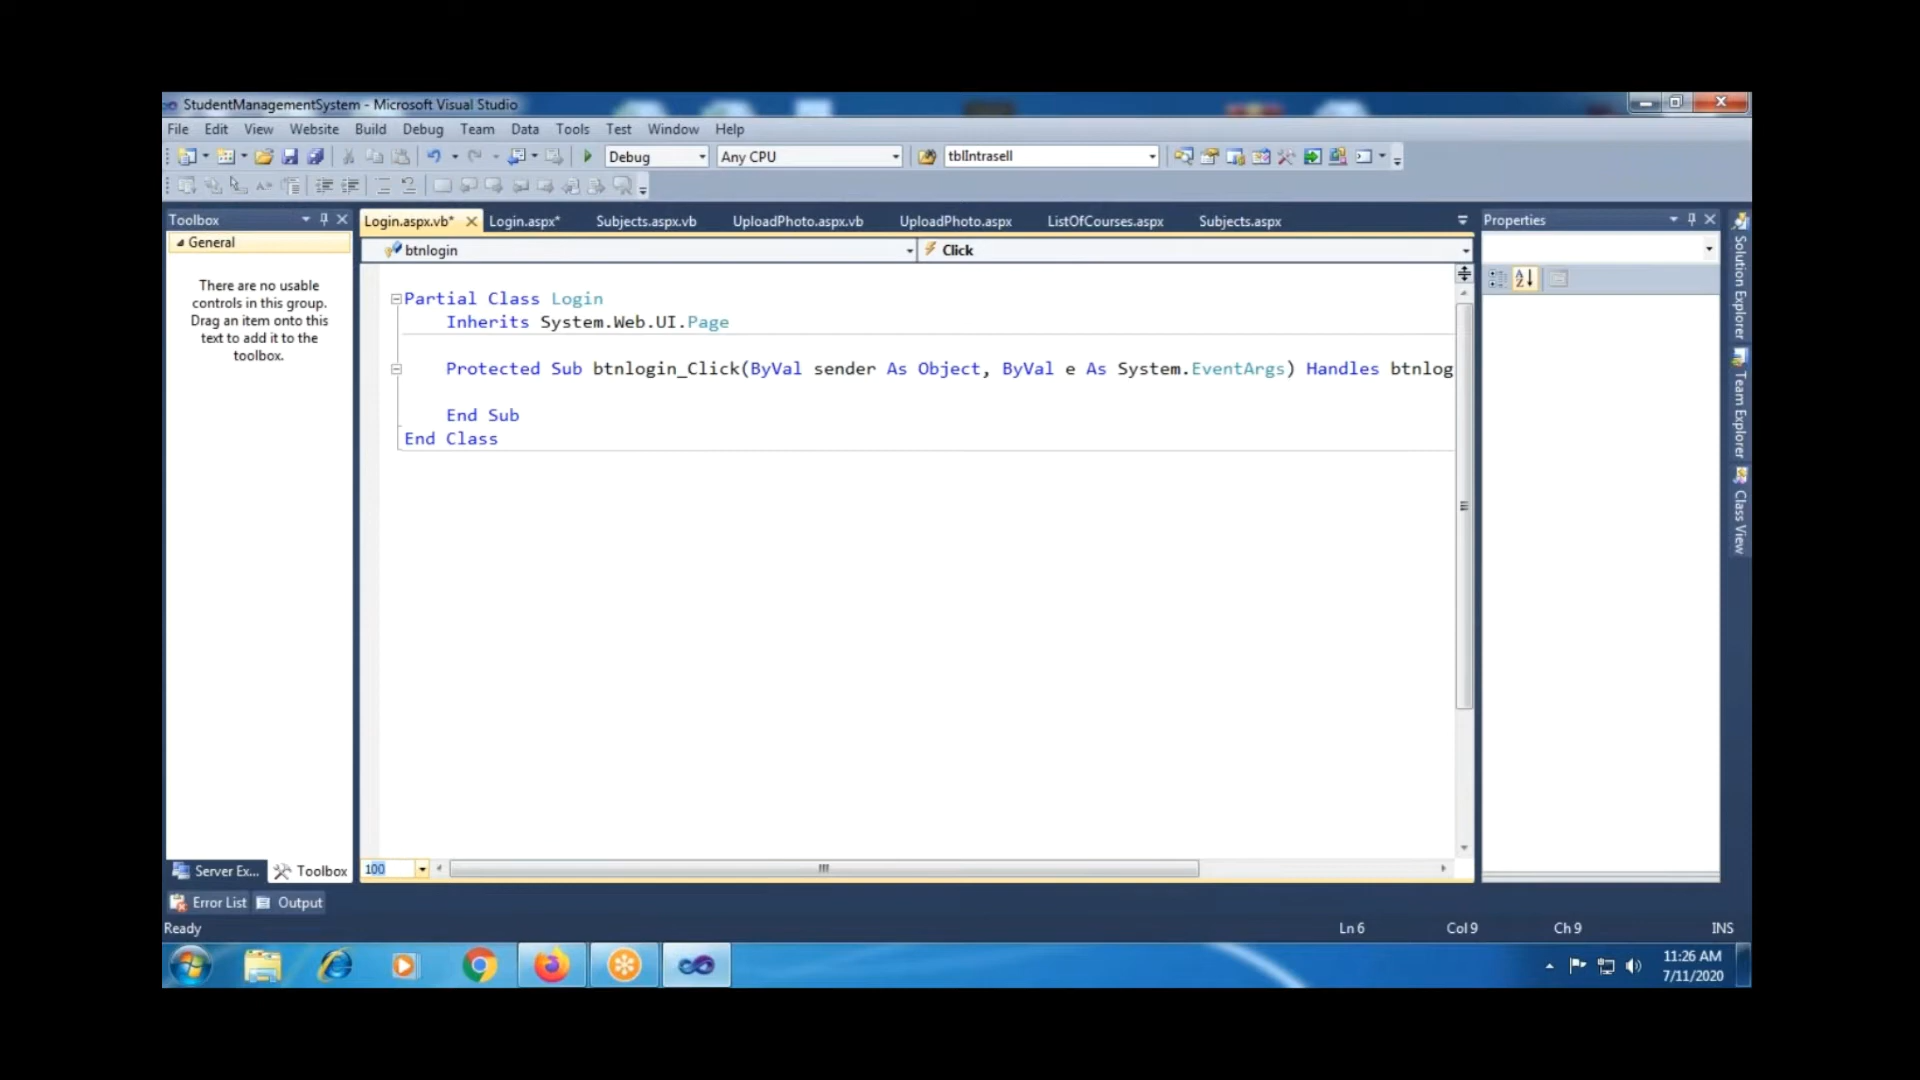 StudentManagementSystem - Microsoft Visual Studio
File Edit View Website Build Debug Team Data Tools Test Window Help
Debug Any CPU tblIntrasell
Toolbox
General
There are no usable
controls in this group.
Drag an item onto this
text to add it to the
toolbox.
Server Ex... Toolbox
Login.aspx.vb* Login.aspx* Subjects.aspx.vb UploadPhoto.aspx.vb UploadPhoto.aspx ListOfCourses.aspx Subjects.aspx
btnlogin Click
Partial Class Login
Inherits System.Web.UI.Page
Protected Sub btnlogin_Click(ByVal sender As Object, ByVal e As System.EventArgs) Handles btnlog
End Sub
End Class
100
Properties
Solution Explorer
Team Explorer
Class View
Error List Output
Ready Ln 6 Col 9 Ch 9 INS
11:26 AM
7/11/2020